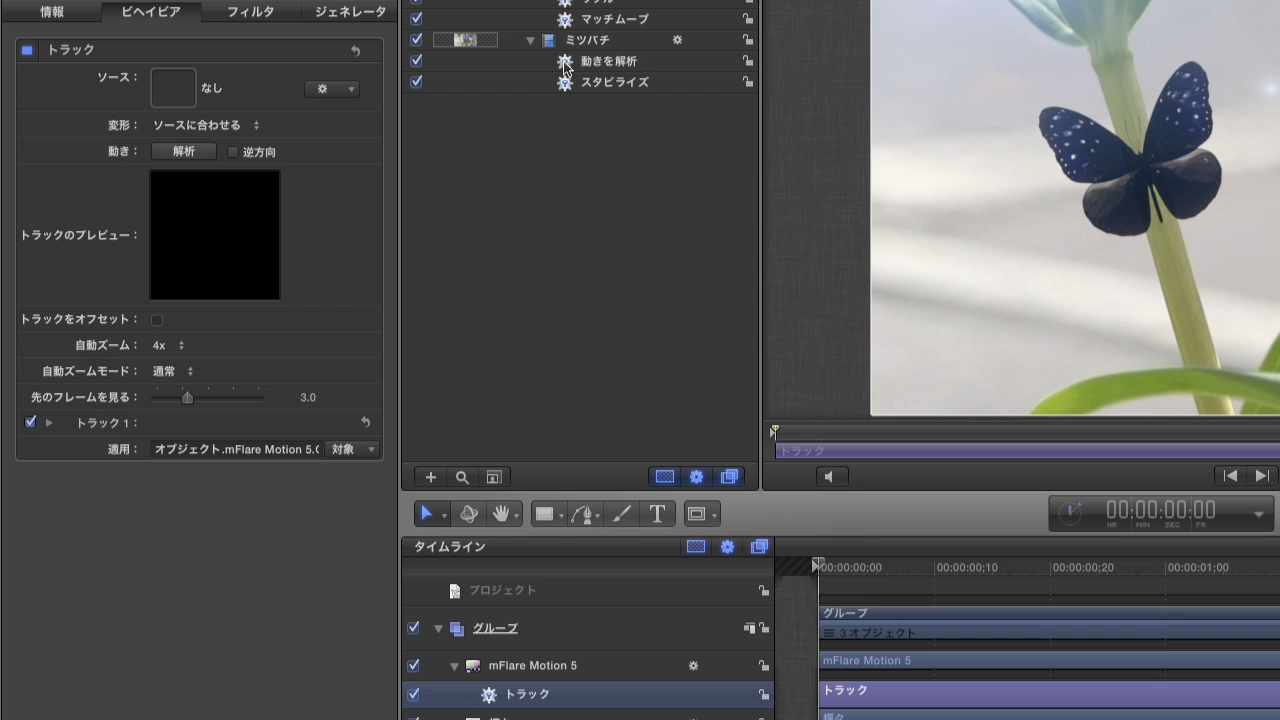 情報 ビヘイビア フィルタ ジェネレータ
トラック
ソース： なし
変形： ソースに合わせる
動き： 解析 逆方向
トラックのプレビュー：
トラックをオフセット：
自動ズーム： 4x
自動ズームモード： 通常
先のフレームを見る： 3.0
トラック 1：
適用： オブジェクト.mFlare Motion 5.( 対象
マッチムーブ
ミツバチ
動きを解析
スタビライズ
トラック
00:00:00:00
HR MIN SEC FR
タイムライン
00:00:00;00 00:00:00;10 00:00:00;20 00:00:01;00
プロジェクト
グループ
グループ
3 オブジェクト
mFlare Motion 5
mFlare Motion 5
トラック
トラック